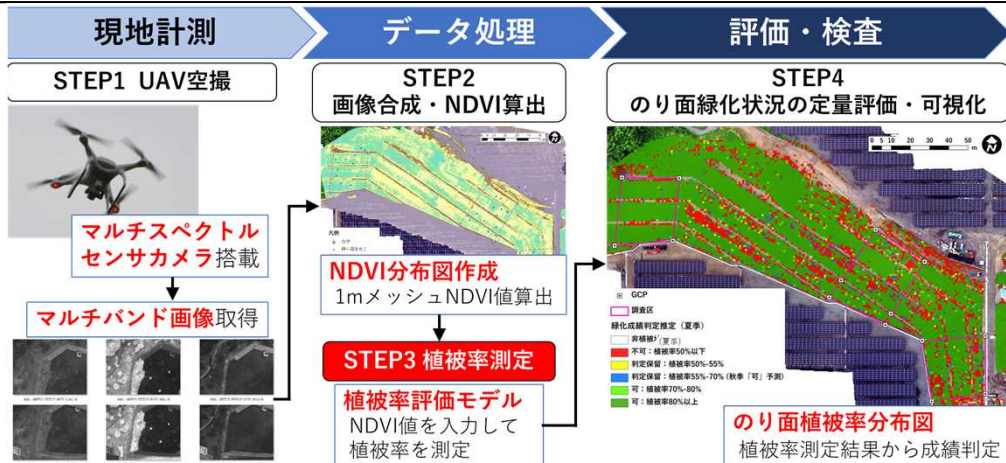 現地計測
データ処理
評価・検査
STEP1 UAV空撮
マルチスペクトル
センサカメラ搭載
マルチバンド画像取得
STEP2
画像合成・NDVI算出
凡例
GCP
NDVI分布図作成
1mメッシュNDVI値算出
STEP3 植被率測定
植被率評価モデル
NDVI値を入力して
植被率を測定
STEP4
のり面緑化状況の定量評価・可視化
0 5 10 20 30 40 50
m
GCP
調査区
緑化成績判定推定（夏季）
(夏季)
不可：植被率50%以下
判定保留：植被率50%-55%
判定保留：植被率55%-70%（秋季「可」予測）
可：植被率70%-80%
可：植被率80%以上
のり面植被率分布図
植被率測定結果から成績判定